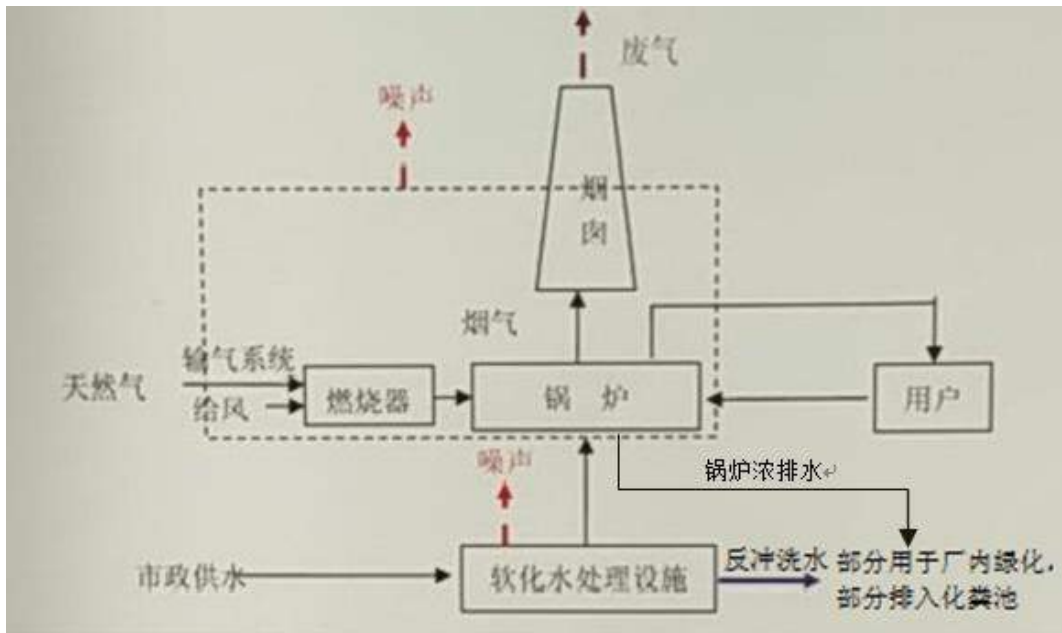 废气
噪声
烟囱
烟气
输气系统
天然气
给风
燃烧器
锅 炉
用户
噪声
锅炉浓排水
市政供水
软化水处理设施
反冲洗水
部分用于厂内绿化，
部分排入化粪池